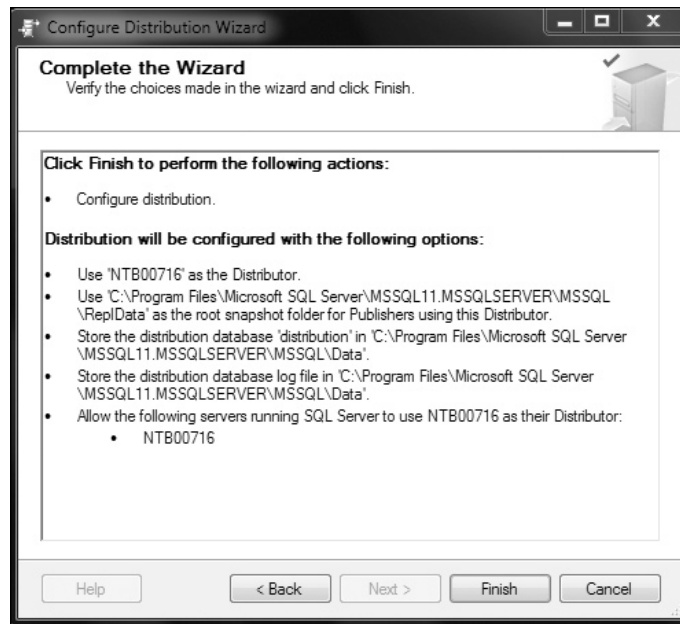 Configure Distribution Wizard
Complete the Wizard
Verify the choices made in the wizard and click Finish.
Click Finish to perform the following actions:
• Configure distribution.
Distribution will be configured with the following options:
• Use 'NTB00716' as the Distributor.
• Use 'C:\Program Files\Microsoft SQL Server\MSSQL11.MSSQLSERVER\MSSQL
\ReplData' as the root snapshot folder for Publishers using this Distributor.
• Store the distribution database 'distribution' in 'C:\Program Files\Microsoft SQL Server
\MSSQL11.MSSQLSERVER\MSSQL\Data'.
• Store the distribution database log file in 'C:\Program Files\Microsoft SQL Server
\MSSQL11.MSSQLSERVER\MSSQL\Data'.
• Allow the following servers running SQL Server to use NTB00716 as their Distributor:
• NTB00716
Help < Back Next > Finish Cancel